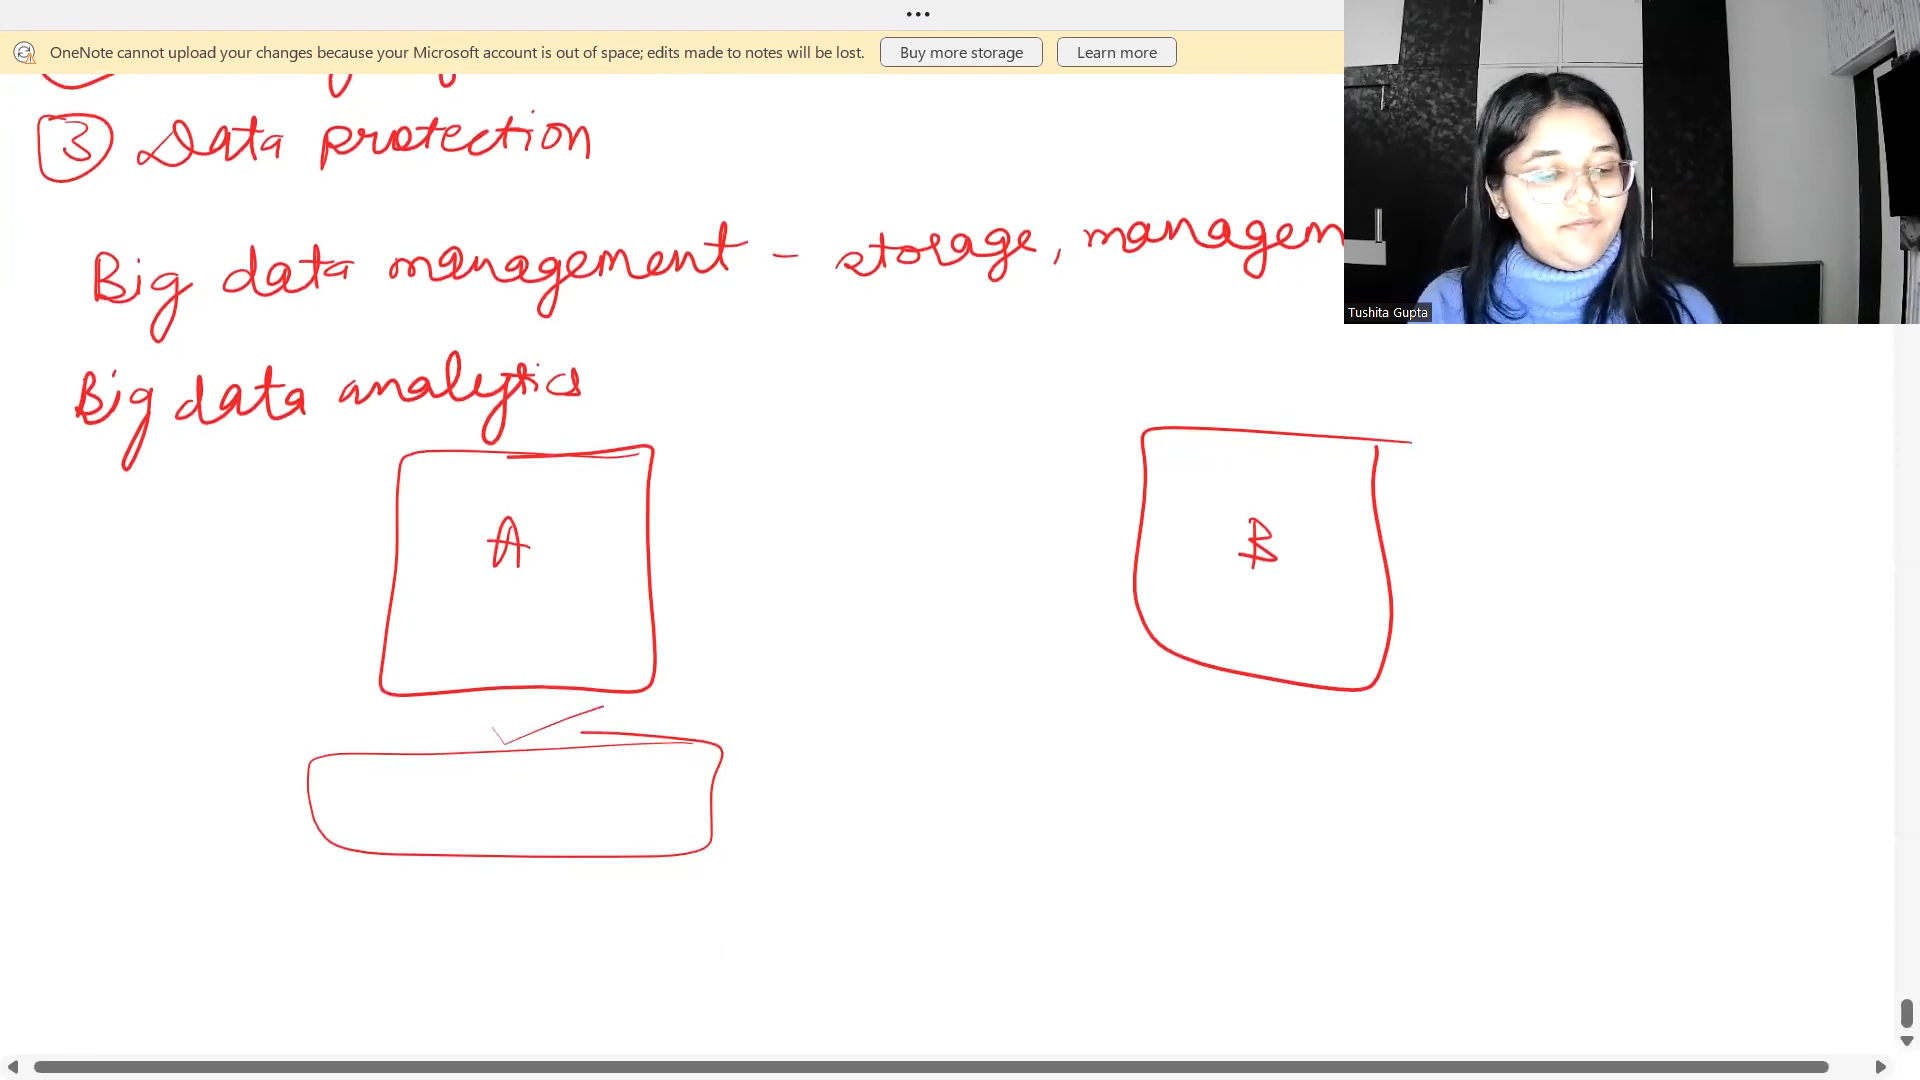 •••
OneNote cannot upload your changes because your Microsoft account is out of space; edits made to notes will be lost. Buy more storage Learn more
3 Data protection
Big data management - storage, managem
Big data analytics
A B
Tushita Gupta